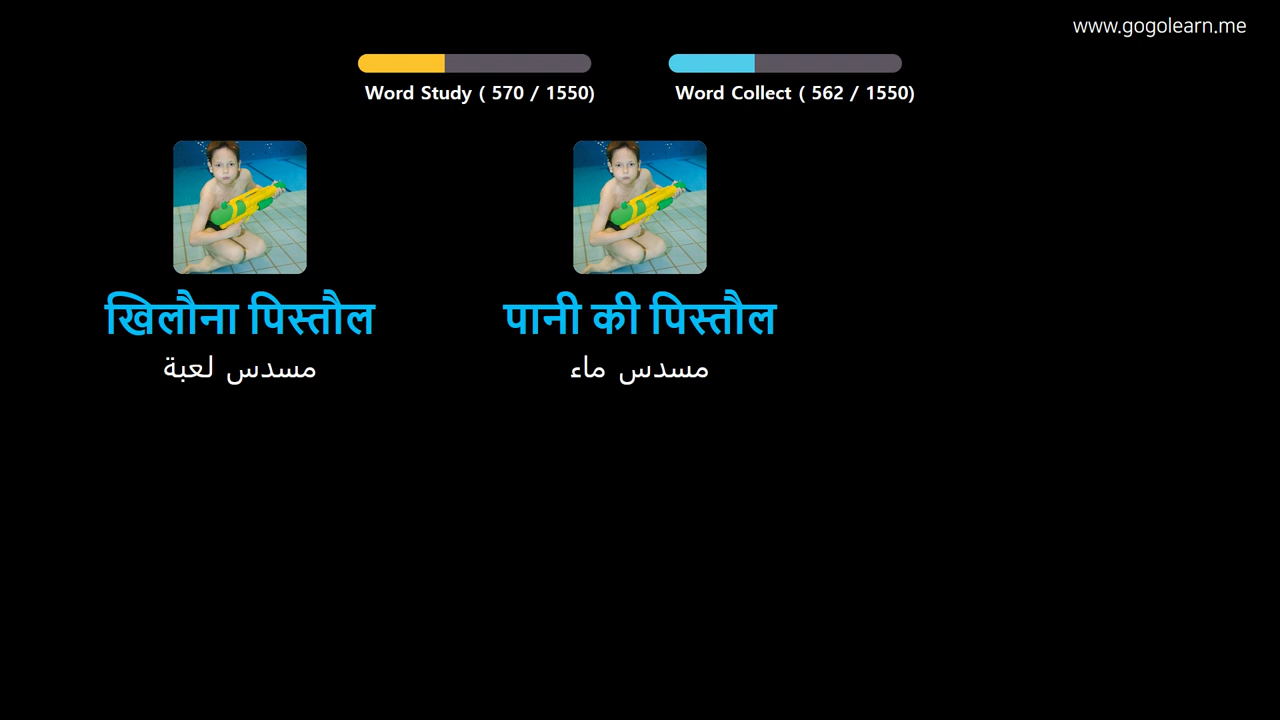 www.gogolearn.me
Word Study ( 570 / 1550)
Word Collect ( 562 / 1550)
खिलौना पिस्तौल
पानी की पिस्तौल
مسدس لعبة
مسدس ماء